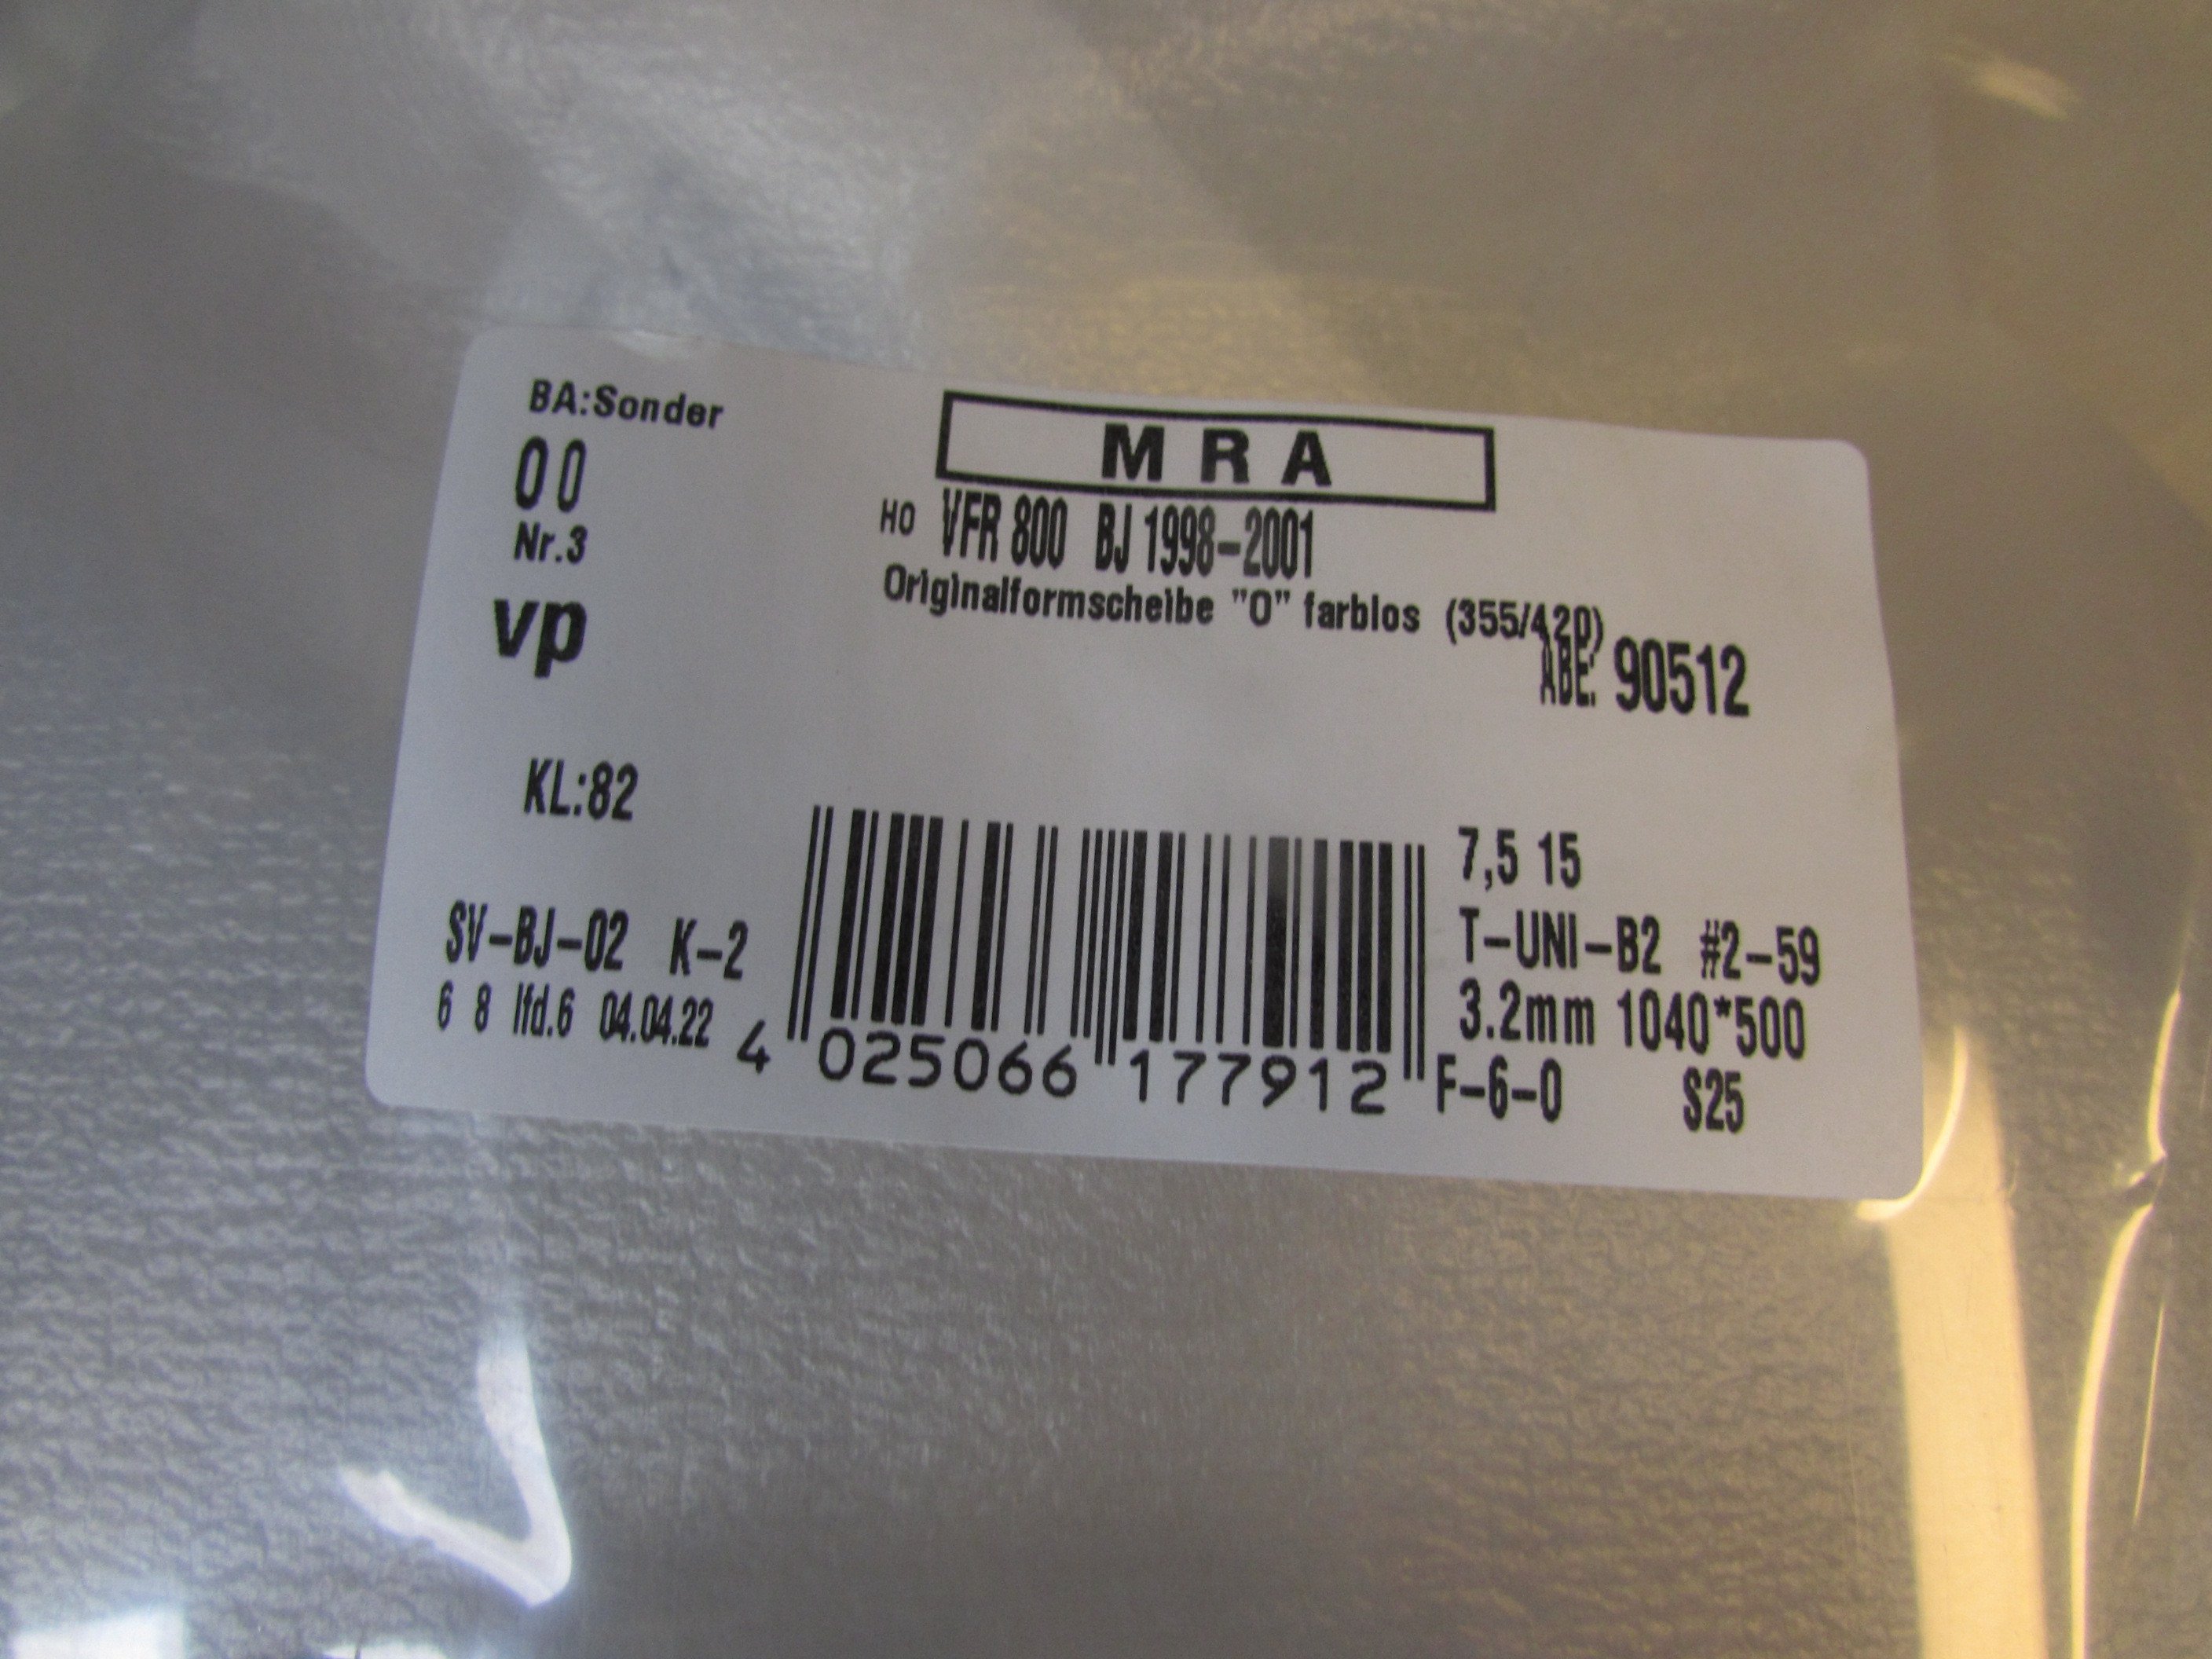 BA:Sonder
00
Nr.3
vp
KL:82
SV-BJ-02 K-2
6 8 lfd.6 04.04.22
MRA
HO VFR 800 BJ 1998-2001
Originalformscheibe "O" farblos (355/420)
ABE: 90512
4 025066 177912
7,5 15
T-UNI-B2 #2-59
3.2mm 1040*500
F-6-0 S25